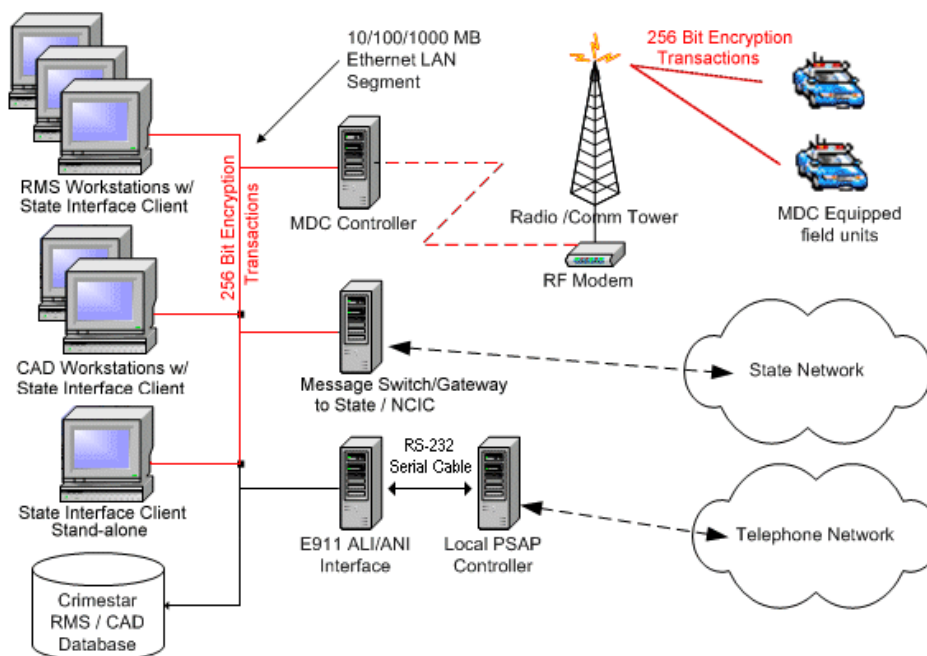 10/100/1000 MB
Ethernet LAN
Segment
256 Bit Encryption
Transactions
RMS Workstations w/
State Interface Client
MDC Controller
Radio /Comm Tower
RF Modem
MDC Equipped
field units
256 Bit Encryption
Transactions
CAD Workstations w/
State Interface Client
Message Switch/Gateway
to State / NCIC
State Network
RS-232
Serial Cable
State Interface Client
Stand-alone
E911 ALI/ANI
Interface
Local PSAP
Controller
Telephone Network
Crimestar
RMS / CAD
Database